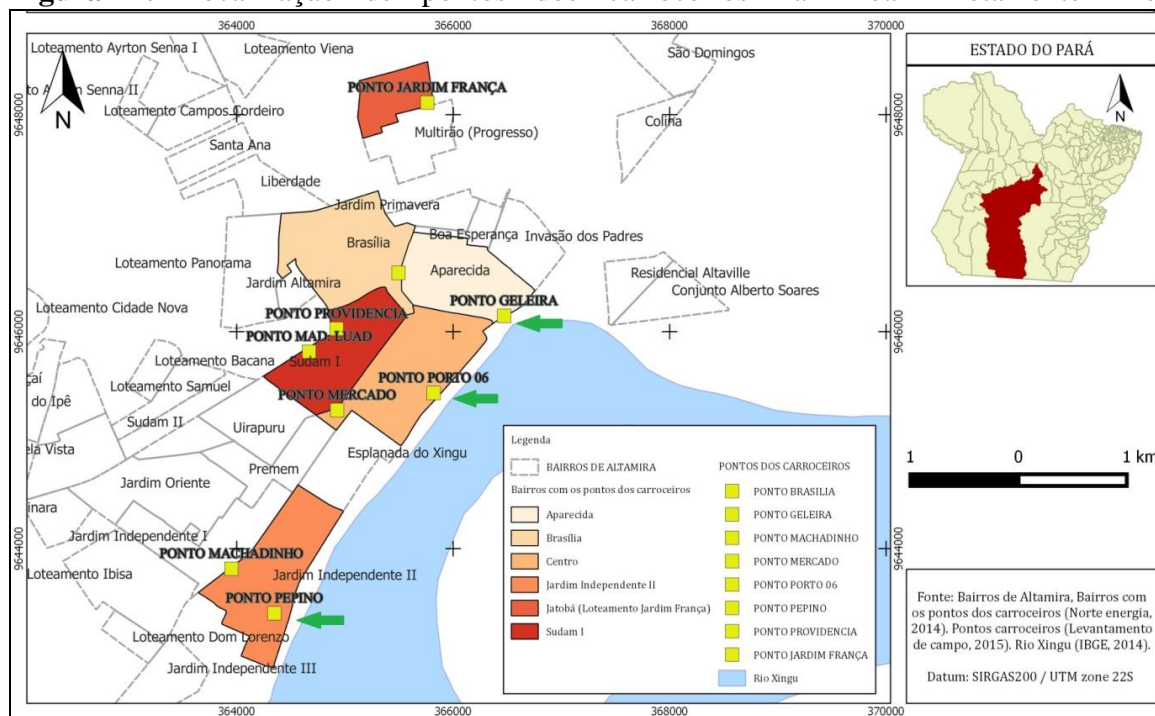 364000 366000 368000 370000
Loteamento Ayrton Senna I
Loteamento Viena
São Domingos
Senna II
Loteamento Campos Cordeiro
PONTO JARDIM FRANÇA
Multirão (Progresso)
Colina
N
9648000
9648000
Santa Ana
Liberdade
Jardim Primavera
Brasília
Boa Esperança
Invasão dos Padres
Aparecida
Loteamento Panorama
Jardim Altamira
Residencial Altaville
Conjunto Alberto Soares
Loteamento Cidade Nova
PONTO PROVIDENCIA
PONTO GELEIRA
9646000
9646000
PONTO MAD. LUAD
Loteamento Bacana
Sudam I
Loteamento Samuel
do Ipê
PONTO PORTO 06
PONTO MERCADO
Sudam II
Uirapuru
Esplanada do Xingu
Premem
Jardim Oriente
Jardim Independente I
9644000
9644000
PONTO MACHADINHO
Loteamento Ibisa
Jardim Independente II
PONTO PEPINO
Loteamento Dom Lorenzo
Jardim Independente III
364000 366000 368000 370000
Legenda
BAIRROS DE ALTAMIRA
Bairros com os pontos dos carroceiros
Aparecida
Brasília
Centro
Jardim Independente II
Jatobá (Loteamento Jardim França)
Sudam I
PONTOS DOS CARROCEIROS
PONTO BRASILIA
PONTO GELEIRA
PONTO MACHADINHO
PONTO MERCADO
PONTO PORTO 06
PONTO PEPINO
PONTO PROVIDENCIA
PONTO JARDIM FRANÇA
Rio Xingu
ESTADO DO PARÁ
N
1 0 1 km
Fonte: Bairros de Altamira, Bairros com
os pontos dos carroceiros (Norte energia,
2014). Pontos carroceiros (Levantamento
de campo, 2015). Rio Xingu (IBGE, 2014).
Datum: SIRGAS200 / UTM zone 22S